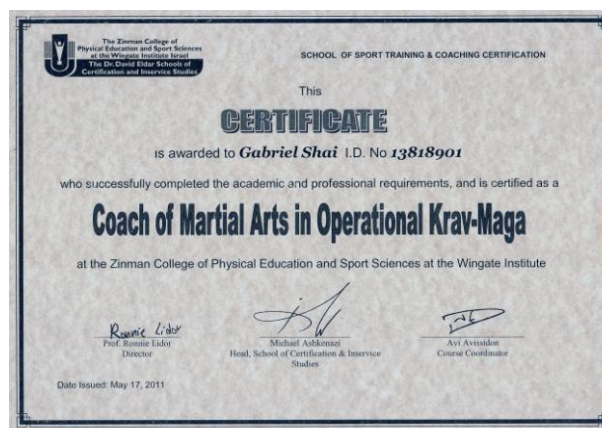 The Zinman College of
Physical Education and Sport Sciences
at the Wingate Institute Israel
The Dr. David Eldar Schools of
Certification and Inservice Studies
SCHOOL OF SPORT TRAINING & COACHING CERTIFICATION
This
CERTIFICATE
is awarded to Gabriel Shai I.D. No 13818901
who successfully completed the academic and professional requirements, and is certified as a
Coach of Martial Arts in Operational Krav-Maga
at the Zinman College of Physical Education and Sport Sciences at the Wingate Institute
Ronnie Lidor
Prof. Ronnie Lidor
Director
Michael Ashkenazi
Head, School of Certification & Inservice
Studies
Avi Avissidon
Course Coordinator
Date Issued: May 17, 2011